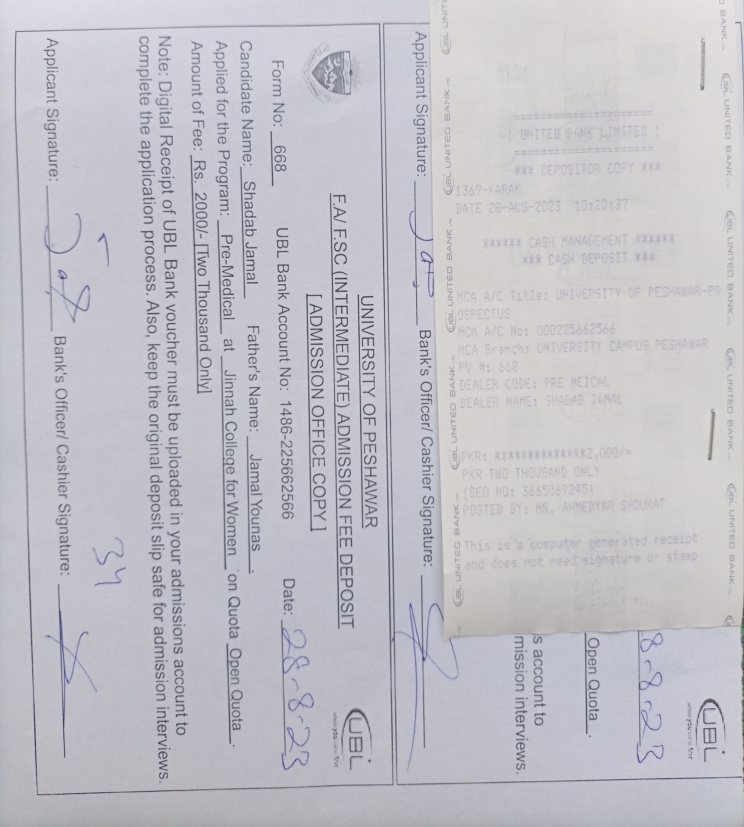 UNITED BANK LIMITED
*** DEPOSITOR COPY ***
1369-KARAK
DATE 28-AUG-2023 10:20:37
****** CASH MANAGEMENT ******
*** CASH DEPOSIT ***
MCA A/C Title: UNIVERSITY OF PESHAWAR-PR
OSPECTUS
MCA A/C No: 000225662566
MCA Branch: UNIVERSITY CAMPUS PESHAWAR
PV #: 668
DEALER CODE: PRE MEICAL
DEALER NAME: SHADAB JAMAL
PKR: **************2,000/=
PKR TWO THOUSAND ONLY
(SEQ NO: 3665069245)
POSTED BY: MR. AHMEDYAR SHOUKAT
This is a computer generated receipt
and does not need signature or stamp
UBL
8-8-23
Open Quota .
s account to
mission interviews.
Applicant Signature: Bank's Officer/ Cashier Signature:
UBL
UNIVERSITY OF PESHAWAR
F.A/ F.SC (INTERMEDIATE) ADMISSION FEE DEPOSIT
[ ADMISSION OFFICE COPY ]
Form No: 668 UBL Bank Account No: 1486-225662566 Date: 28-8-23
Candidate Name: Shadab Jamal Father's Name: Jamal Younas .
Applied for the Program: Pre-Medical at Jinnah College for Women on Quota Open Quota .
Amount of Fee: Rs. 2000/- [Two Thousand Only]
Note: Digital Receipt of UBL Bank voucher must be uploaded in your admissions account to
complete the application process. Also, keep the original deposit slip safe for admission interviews.
34
Applicant Signature: Bank's Officer/ Cashier Signature: